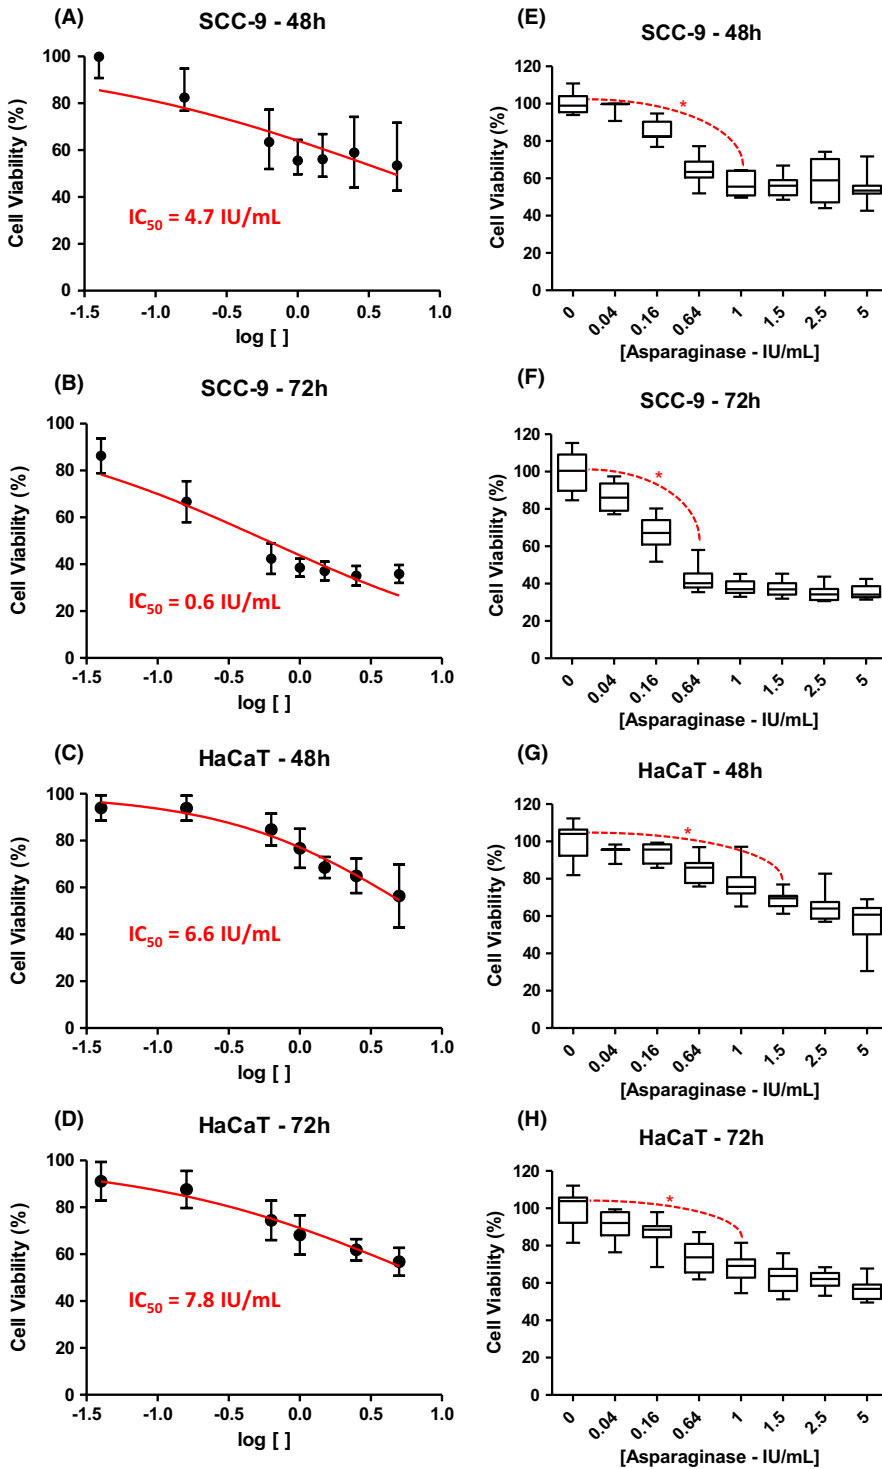 (A)
SCC-9 - 48h
Cell Viability (%)
100
80
60
40
20
0
IC50 = 4.7 IU/mL
-1.5 -1.0 -0.5 0.0 0.5 1.0
log [ ]
(E)
SCC-9 - 48h
Cell Viability (%)
120
100
80
60
40
20
0
*
0 0.04 0.16 0.64 1 1.5 2.5 5
[Asparaginase - IU/mL]
(B)
SCC-9 - 72h
Cell Viability (%)
100
80
60
40
20
0
IC50 = 0.6 IU/mL
-1.5 -1.0 -0.5 0.0 0.5 1.0
log [ ]
(F)
SCC-9 - 72h
Cell Viability (%)
120
100
80
60
40
20
0
*
0 0.04 0.16 0.64 1 1.5 2.5 5
[Asparaginase - IU/mL]
(C)
HaCaT - 48h
Cell Viability (%)
100
80
60
40
20
0
IC50 = 6.6 IU/mL
-1.5 -1.0 -0.5 0.0 0.5 1.0
log [ ]
(G)
HaCaT - 48h
Cell Viability (%)
120
100
80
60
40
20
0
*
0 0.04 0.16 0.64 1 1.5 2.5 5
[Asparaginase - IU/mL]
(D)
HaCaT - 72h
Cell Viability (%)
100
80
60
40
20
0
IC50 = 7.8 IU/mL
-1.5 -1.0 -0.5 0.0 0.5 1.0
log [ ]
(H)
HaCaT - 72h
Cell Viability (%)
120
100
80
60
40
20
0
*
0 0.04 0.16 0.64 1 1.5 2.5 5
[Asparaginase - IU/mL]